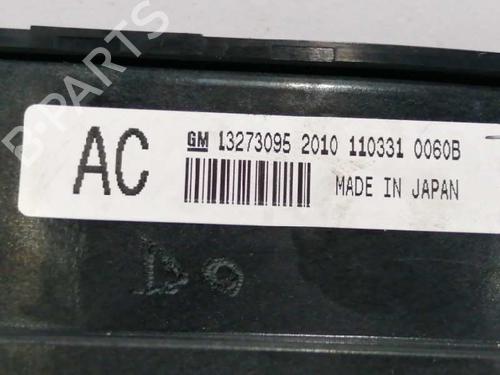 B-PARTS
AC
GM 13273095 2010 110331 0060B
MADE IN JAPAN